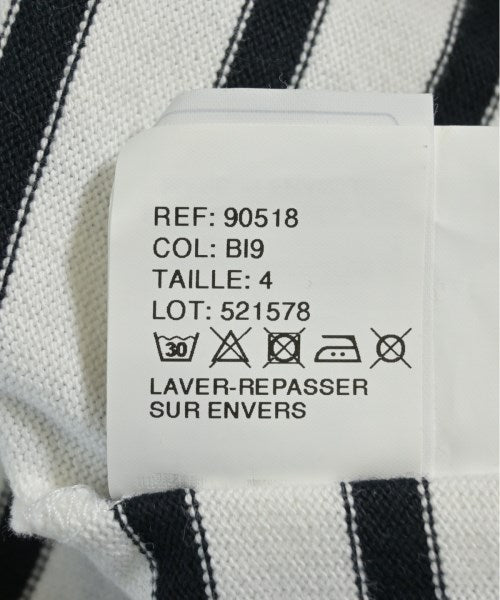 REF: 90518
COL: BI9
TAILLE: 4
LOT: 521578
30
LAVER-REPASSER
SUR ENVERS